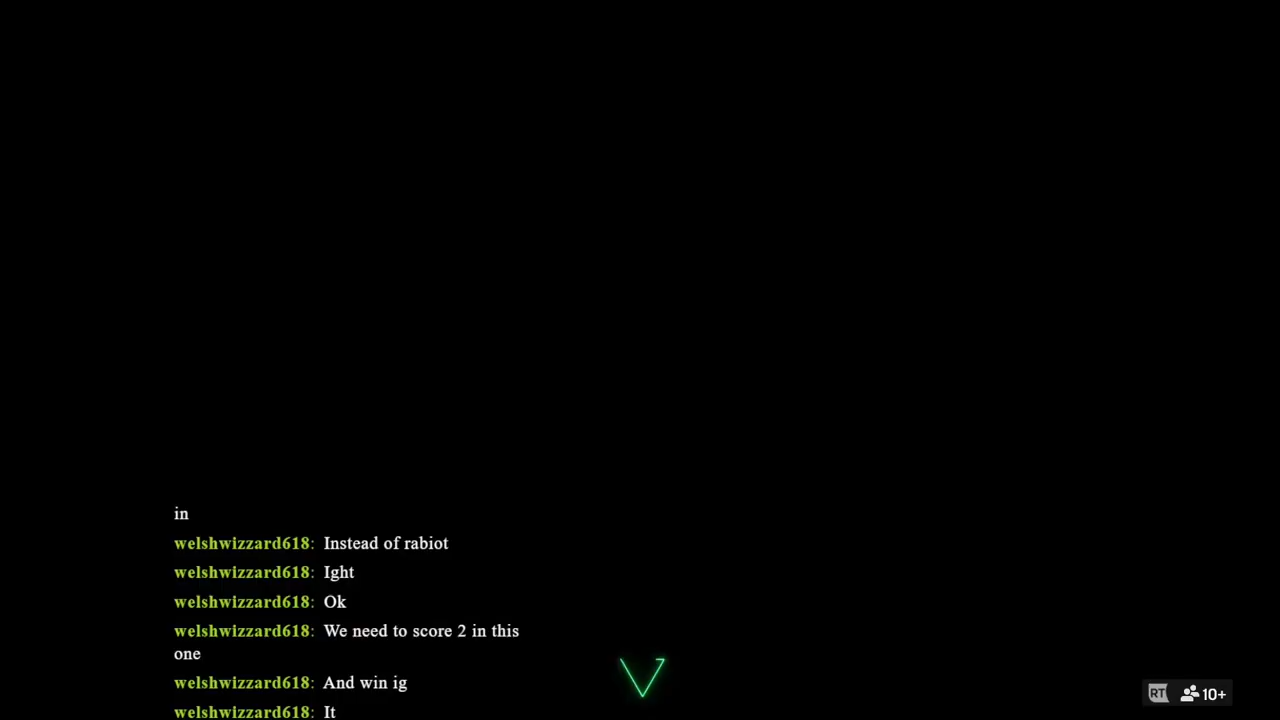 in
welshwizzard618: Instead of rabiot
welshwizzard618: Ight
welshwizzard618: Ok
welshwizzard618: We need to score 2 in this
one
welshwizzard618: And win ig
welshwizzard618: It
RT 10+